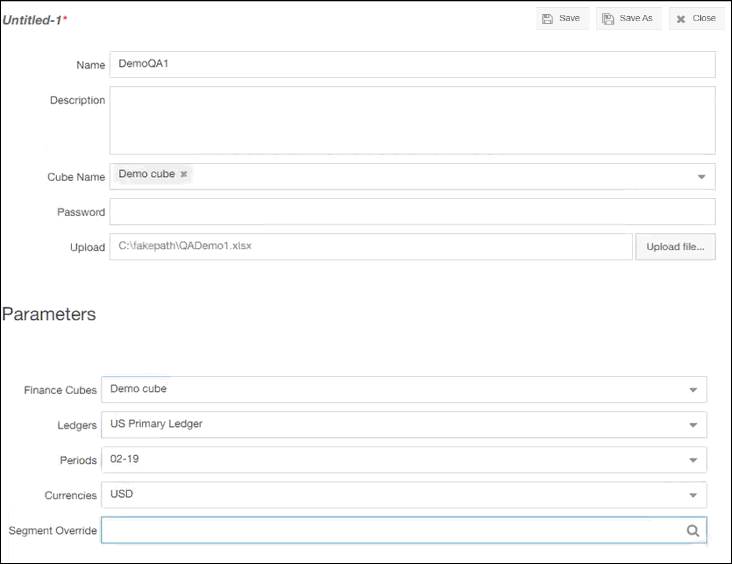 Untitled-1*
Save
Save As
Close
Name DemoQA1
Description
Cube Name Demo cube
Password
Upload C:\fakepath\QADemo1.xlsx Upload file...
Parameters
Finance Cubes Demo cube
Ledgers US Primary Ledger
Periods 02-19
Currencies USD
Segment Override